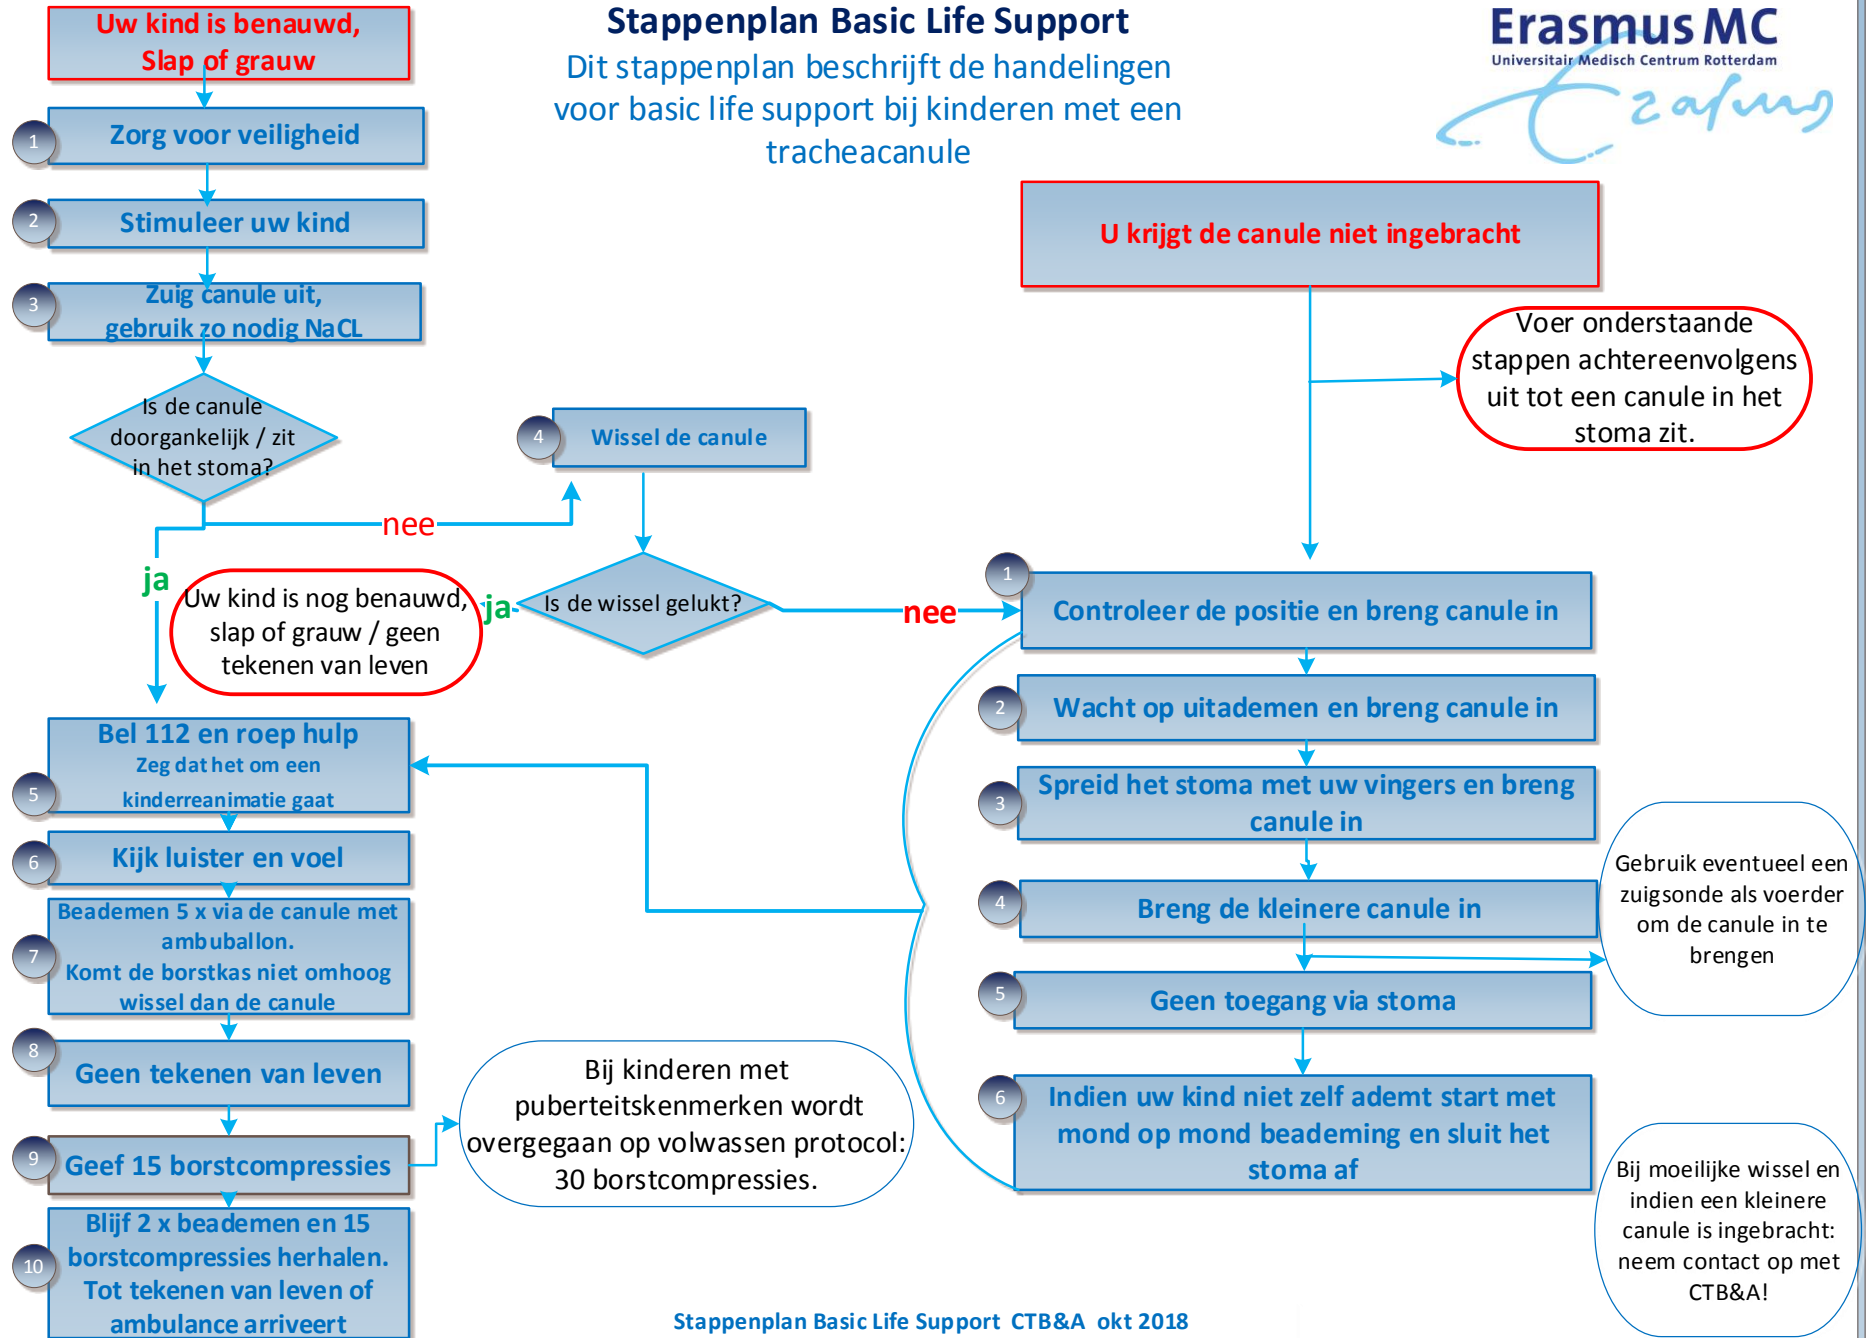 Uw kind is benauwd,
Slap of grauw
Stappenplan Basic Life Support
Dit stappenplan beschrijft de handelingen
voor basic life support bij kinderen met een
tracheacanule
Erasmus MC
Universitair Medisch Centrum Rotterdam
Erasmus
1
Zorg voor veiligheid
2
Stimuleer uw kind
3
Zuig canule uit,
gebruik zo nodig NaCL
Is de canule
doorgankelijk / zit
in het stoma?
nee
ja
4
Wissel de canule
Is de wissel gelukt?
ja
nee
Uw kind is nog benauwd,
slap of grauw / geen
tekenen van leven
5
Bel 112 en roep hulp
Zeg dat het om een
kinderreanimatie gaat
6
Kijk luister en voel
7
Beademen 5 x via de canule met
ambuballon.
Komt de borstkas niet omhoog
wissel dan de canule
8
Geen tekenen van leven
9
Geef 15 borstcompressies
Bij kinderen met
puberteitskenmerken wordt
overgegaan op volwassen protocol:
30 borstcompressies.
10
Blijf 2 x beademen en 15
borstcompressies herhalen.
Tot tekenen van leven of
ambulance arriveert
U krijgt de canule niet ingebracht
Voer onderstaande
stappen achtereenvolgens
uit tot een canule in het
stoma zit.
1
Controleer de positie en breng canule in
2
Wacht op uitademen en breng canule in
3
Spreid het stoma met uw vingers en breng
canule in
4
Breng de kleinere canule in
Gebruik eventueel een
zuigsonde als voerder
om de canule in te
brengen
5
Geen toegang via stoma
6
Indien uw kind niet zelf ademt start met
mond op mond beademing en sluit het
stoma af
Bij moeilijke wissel en
indien een kleinere
canule is ingebracht:
neem contact op met
CTB&A!
Stappenplan Basic Life Support CTB&A okt 2018